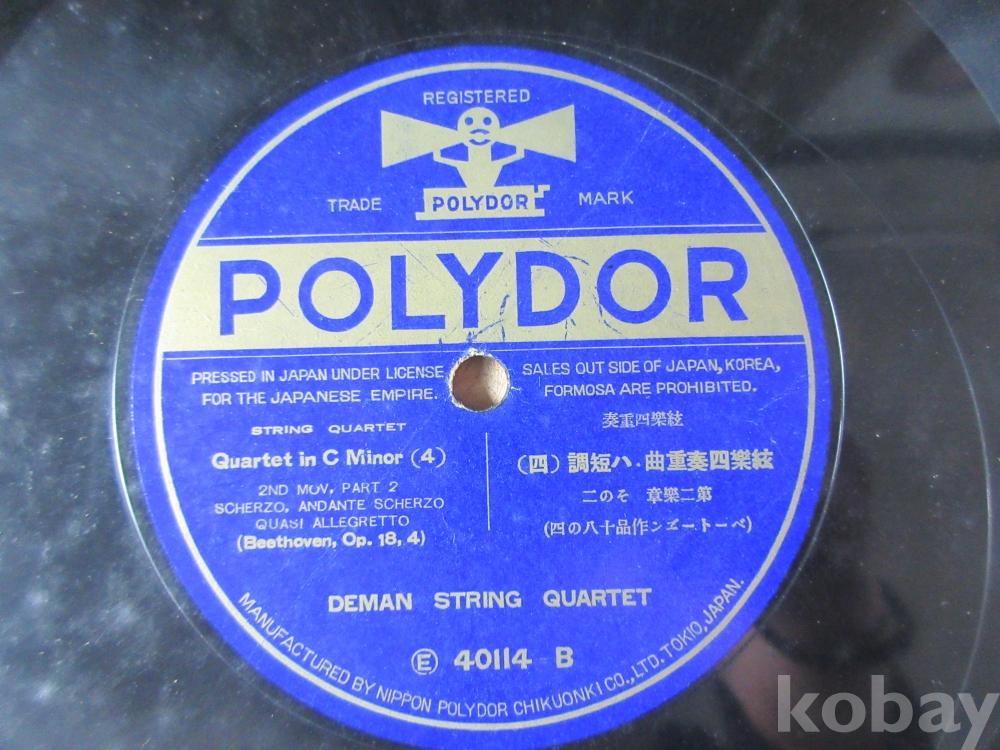 REGISTERED
TRADE POLYDOR MARK
POLYDOR
PRESSED IN JAPAN UNDER LICENSE
FOR THE JAPANESE EMPIRE.
SALES OUT SIDE OF JAPAN, KOREA,
FORMOSA ARE PROHIBITED.
STRING QUARTET
Quartet in C Minor (4)
2ND MOV, PART 2
SCHERZO, ANDANTE SCHERZO
QUASI ALLEGRETTO
(Beethoven, Op. 18, 4)
絃樂四重奏
絃樂四重奏曲・ハ短調(四)
第二樂章 その二
(ベートーヹン作品十八の四)
DEMAN STRING QUARTET
Ⓔ 40114 B
MANUFACTURED BY NIPPON POLYDOR CHIKUONKI CO., LTD. TOKIO, JAPAN.
kobay